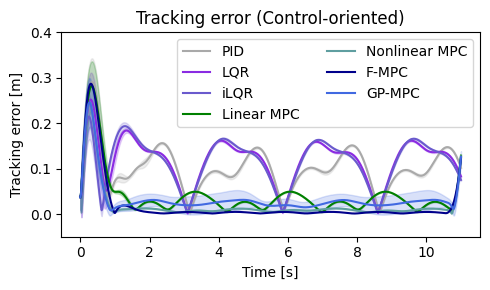 Tracking error (Control-oriented)
Tracking error [m]
0.4
0.3
0.2
0.1
0.0
PID
LQR
iLQR
Linear MPC
Nonlinear MPC
F-MPC
GP-MPC
0 2 4 6 8 10
Time [s]